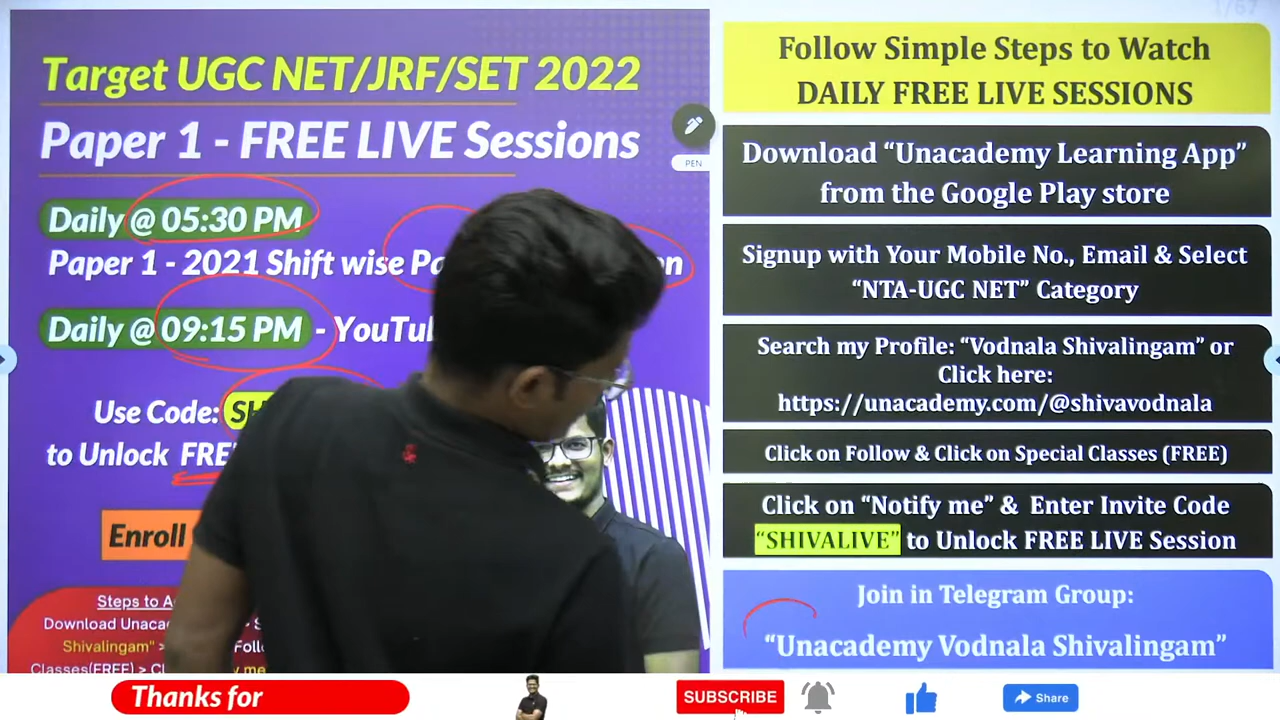 Target UGC NET/JRF/SET 2022
Paper 1 - FREE LIVE Sessions
PEN
Daily @ 05:30 PM
Paper 1 - 2021 Shift wise
Daily @ 09:15 PM -
Use Code:
to Unlock
Enroll
Steps to
Download
Shivalingam" >
Classes(FREE) >
1/67
Follow Simple Steps to Watch
DAILY FREE LIVE SESSIONS
Download “Unacademy Learning App”
from the Google Play store
Signup with Your Mobile No., Email & Select
“NTA-UGC NET” Category
Search my Profile: “Vodnala Shivalingam” or
Click here:
https://unacademy.com/@shivavodnala
Click on Follow & Click on Special Classes (FREE)
Click on “Notify me” & Enter Invite Code
“SHIVALIVE” to Unlock FREE LIVE Session
Join in Telegram Group:
“Unacademy Vodnala Shivalingam”
Thanks for
SUBSCRIBE
Share